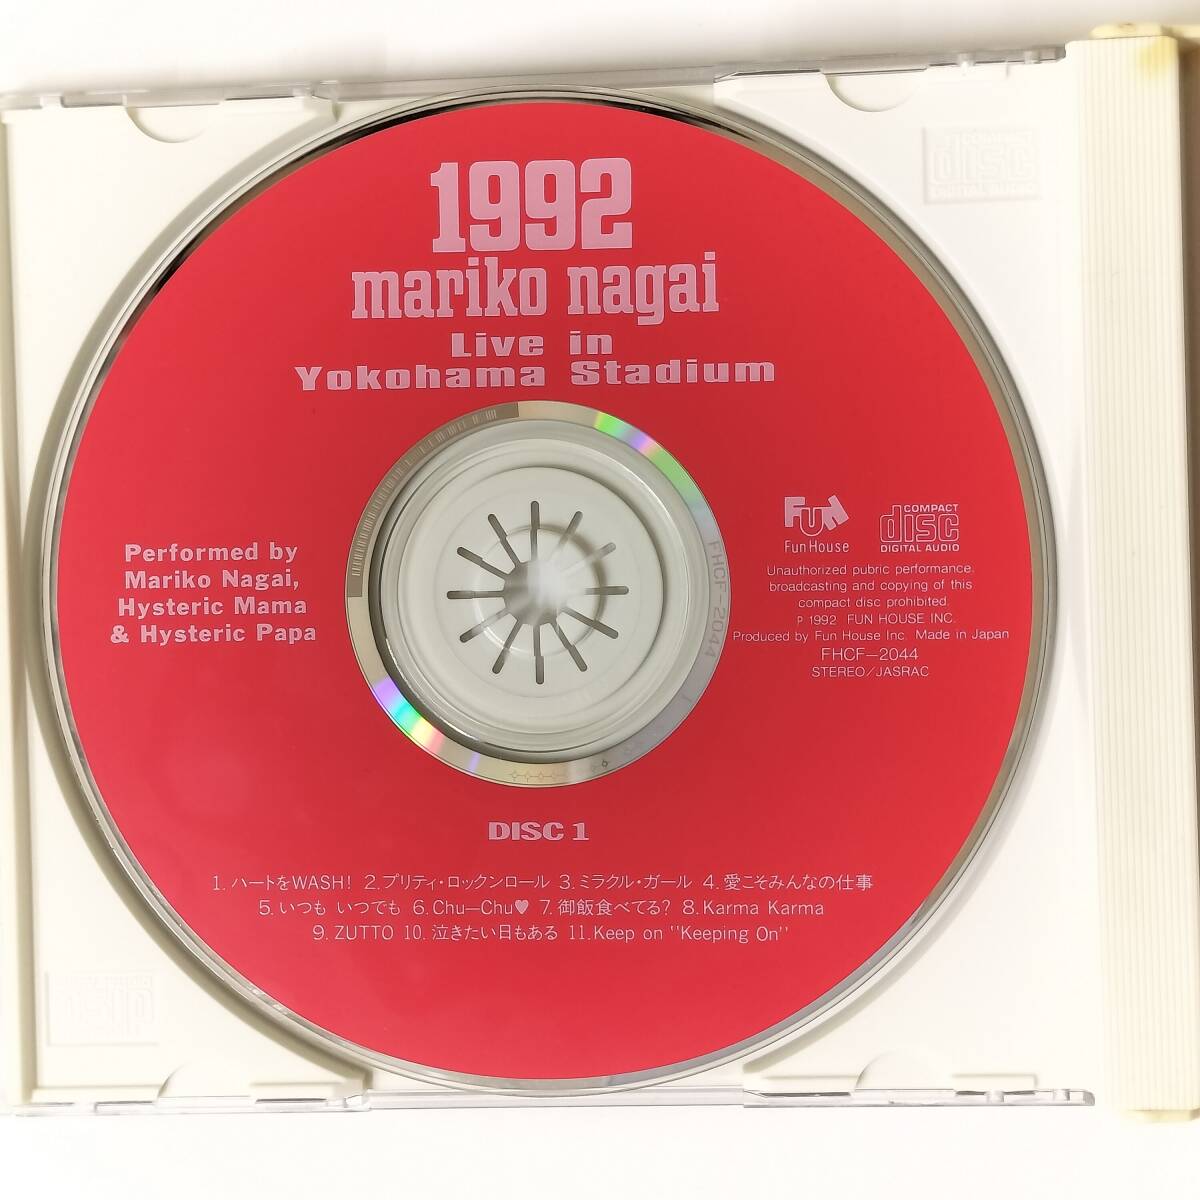 1992
mariko nagai
Live in
Yokohama Stadium
Performed by
Mariko Nagai,
Hysteric Mama
& Hysteric Papa
Fun
Fun House
COMPACT
disc
DIGITAL AUDIO
Unauthorized pubric performance,
broadcasting and copying of this
compact disc prohibited.
P 1992 FUN HOUSE INC.
Produced by Fun House Inc. Made in Japan
FHCF-2044
STEREO/JASRAC
FHCF-2044
DISC 1
1. ハートをWASH! 2. プリティ・ロックンロール 3. ミラクル・ガール 4. 愛こそみんなの仕事
5. いつも いつでも 6. Chu-Chu♥ 7. 御飯食べてる? 8. Karma Karma
9. ZUTTO 10. 泣きたい日もある 11. Keep on "Keeping On"
COMPACT
disc
DIGITAL AUDIO